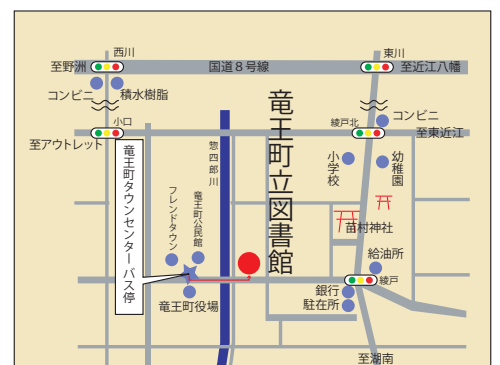 西川
東川
至野洲
国道8号線
至近江八幡
コンビニ
積水樹脂
コンビニ
小口
綾戸北
至東近江
至アウトレット
竜王町タウンセンターバス停
フレンドタウン
竜王町公民館
惣四郎川
竜王町立図書館
小学校
幼稚園
苗村神社
給油所
綾戸
銀行
駐在所
竜王町役場
至湖南